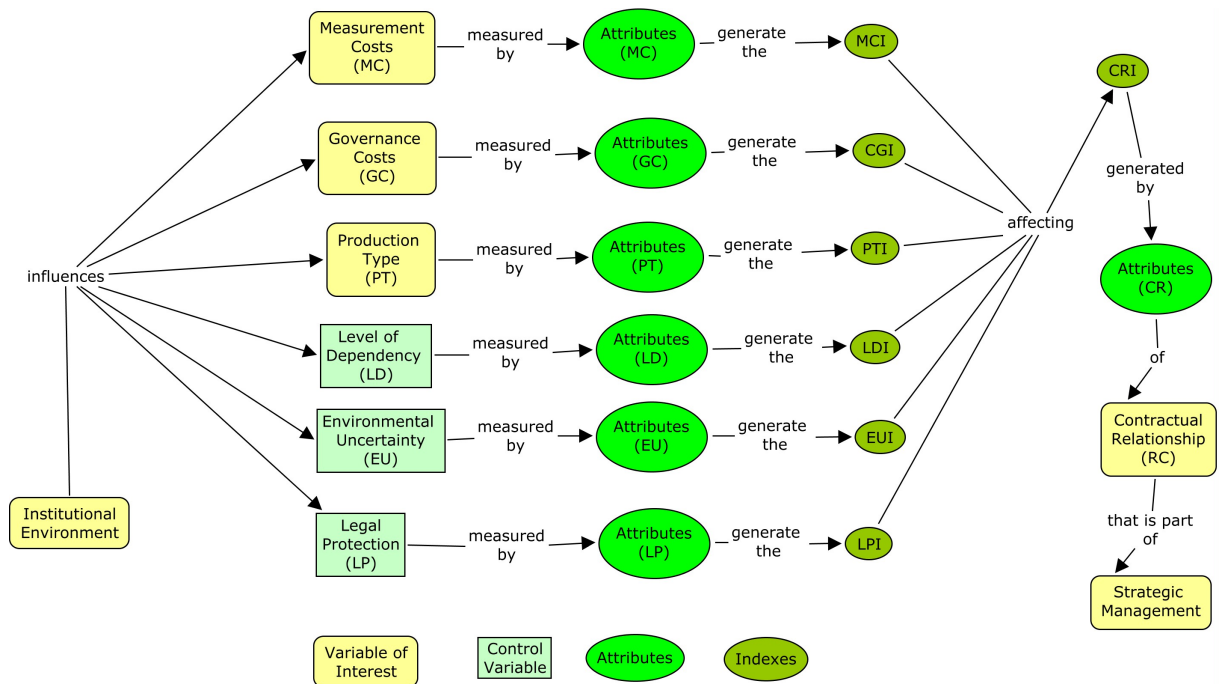 Measurement
Costs
(MC)
measured
by
Attributes
(MC)
generate
the
MCI
CRI
Governance
Costs
(GC)
measured
by
Attributes
(GC)
generate
the
CGI
generated
by
Production
Type
(PT)
measured
by
Attributes
(PT)
generate
the
PTI
affecting
influences
Attributes
(CR)
Level of
Dependency
(LD)
measured
by
Attributes
(LD)
generate
the
LDI
of
Environmental
Uncertainty
(EU)
measured
by
Attributes
(EU)
generate
the
EUI
Contractual
Relationship
(RC)
Institutional
Environment
Legal
Protection
(LP)
measured
by
Attributes
(LP)
generate
the
LPI
that is part
of
Strategic
Management
Variable of
Interest
Control
Variable
Attributes
Indexes